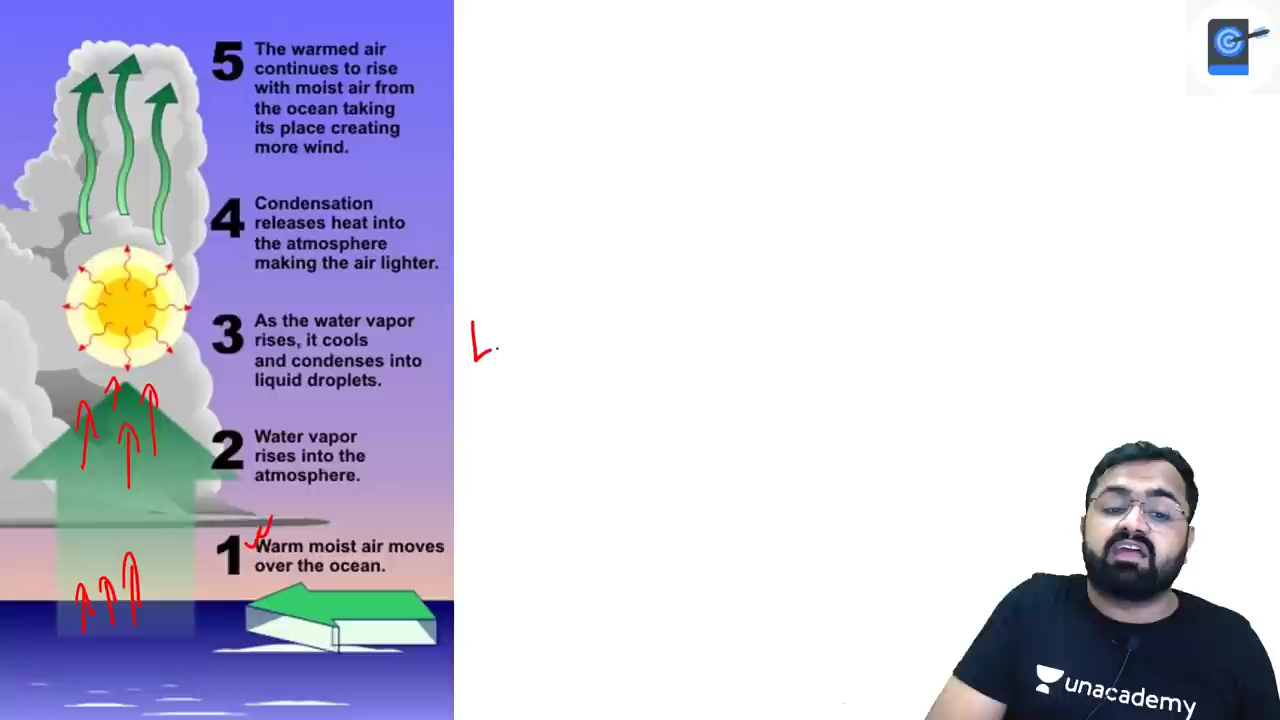 5
The warmed air
continues to rise
with moist air from
the ocean taking
its place creating
more wind.
4
Condensation
releases heat into
the atmosphere
making the air lighter.
3
As the water vapor
rises, it cools
and condenses into
liquid droplets.
L
2
Water vapor
rises into the
atmosphere.
1
Warm moist air moves
over the ocean.
unacademy